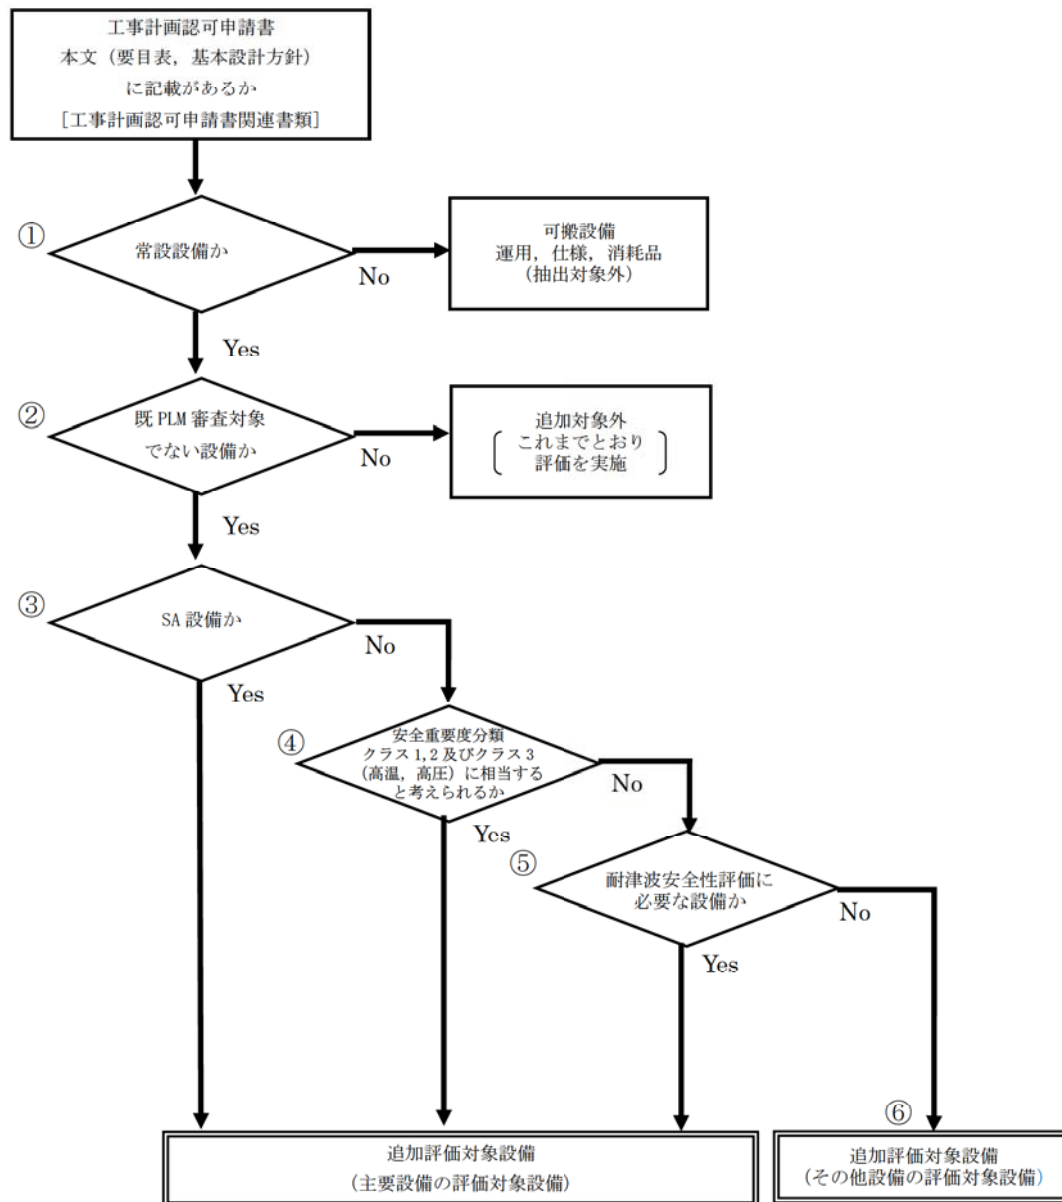 工事計画認可申請書
本文（要目表，基本設計方針）
に記載があるか
［工事計画認可申請書関連書類］
①
常設設備か
No
可搬設備
運用，仕様，消耗品
（抽出対象外）
Yes
②
既 PLM 審査対象
でない設備か
No
追加対象外
これまでとおり
評価を実施
Yes
③
SA 設備か
No
Yes
④
安全重要度分類
クラス 1,2 及びクラス 3
（高温，高圧）に相当する
と考えられるか
No
Yes
⑤
耐津波安全性評価に
必要な設備か
No
Yes
追加評価対象設備
（主要設備の評価対象設備）
⑥
追加評価対象設備
（その他設備の評価対象設備）